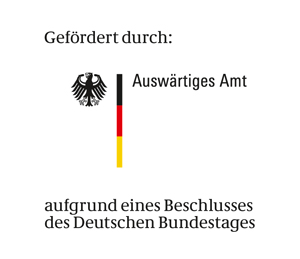 Gefördert durch:
Auswärtiges Amt
aufgrund eines Beschlusses
des Deutschen Bundestages